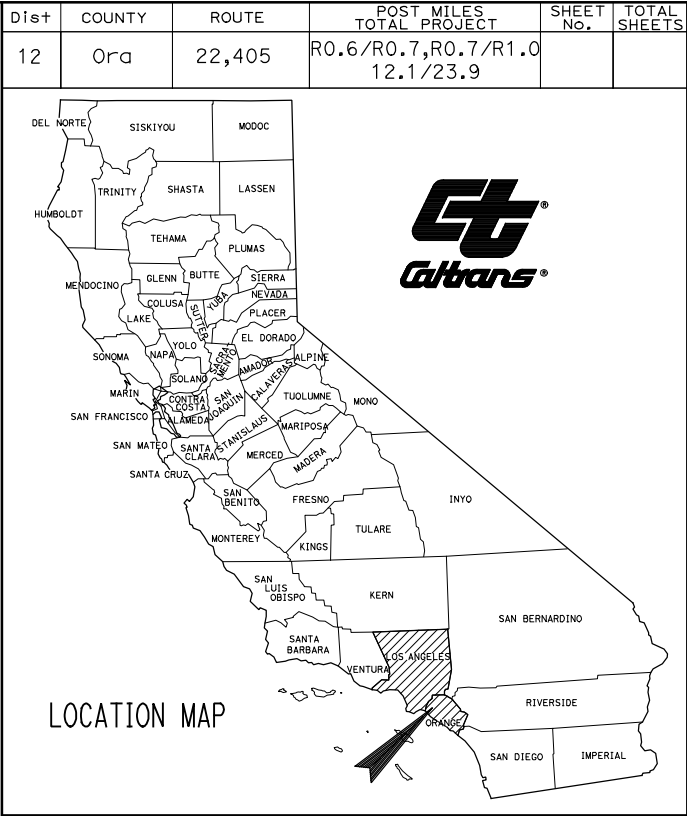 Dist COUNTY ROUTE POST MILES TOTAL PROJECT SHEET No. TOTAL SHEETS
12 Ora 22,405 R0.6/R0.7,R0.7/R1.0
12.1/23.9
DEL NORTE
SISKIYOU
MODOC
TRINITY
SHASTA
LASSEN
HUMBOLDT
TEHAMA
PLUMAS
MENDOCINO
GLENN
BUTTE
SIERRA
COLUSA
YUBA
NEVADA
LAKE
SUTTER
PLACER
SONOMA
NAPA
YOLO
SACRA
MENTO
EL DORADO
SOLANO
AMADOR
ALPINE
MARIN
CONTRA
COSTA
SAN
JOAQUIN
CALAVERAS
TUOLUMNE
MONO
SAN FRANCISCO
ALAMEDA
STANISLAUS
MARIPOSA
SAN MATEO
SANTA
CLARA
MERCED
MADERA
SANTA CRUZ
SAN
BENITO
FRESNO
INYO
MONTEREY
KINGS
TULARE
SAN
LUIS
OBISPO
KERN
SAN BERNARDINO
SANTA
BARBARA
VENTURA
LOS ANGELES
ORANGE
RIVERSIDE
SAN DIEGO
IMPERIAL
Ct®
Caltrans®
LOCATION MAP